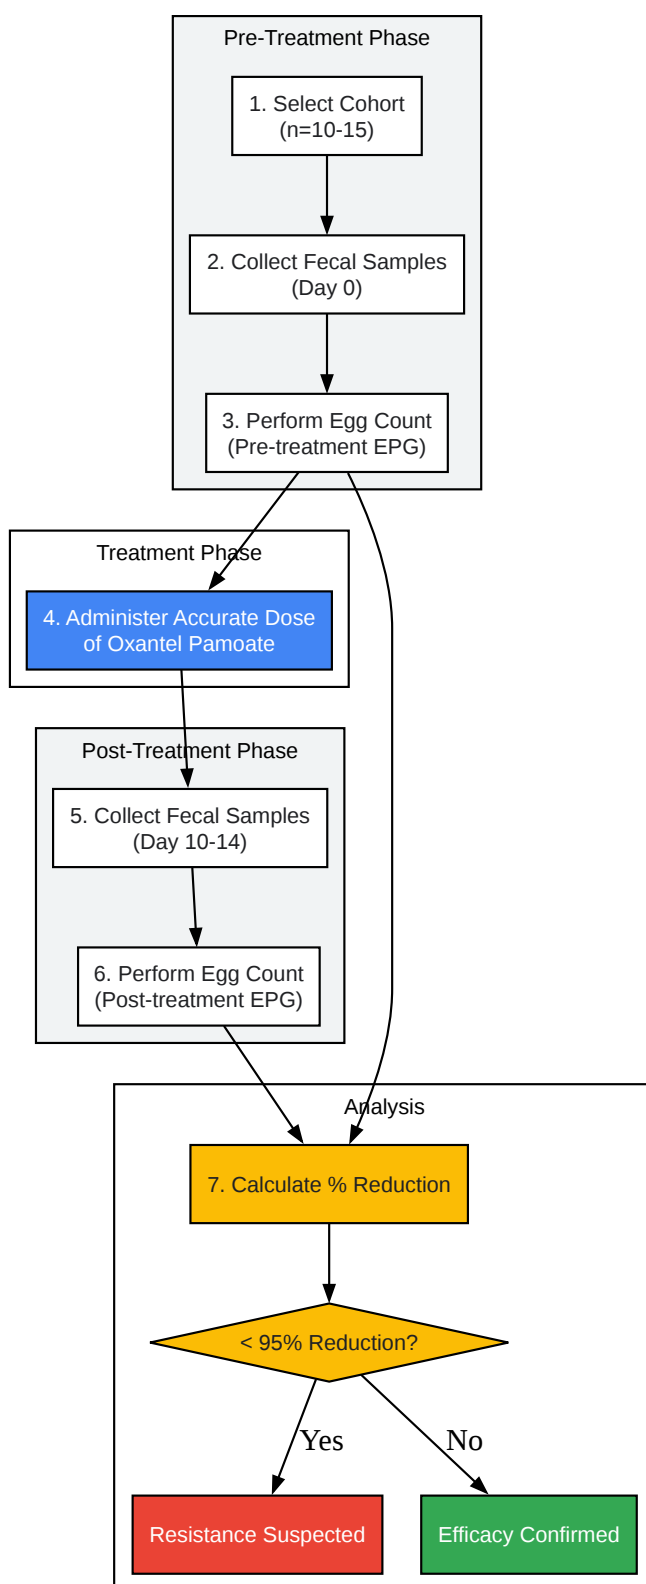 Pre-Treatment Phase
1. Select Cohort
(n=10-15)
2. Collect Fecal Samples
(Day 0)
3. Perform Egg Count
(Pre-treatment EPG)
Treatment Phase
4. Administer Accurate Dose
of Oxantel Pamoate
Post-Treatment Phase
5. Collect Fecal Samples
(Day 10-14)
6. Perform Egg Count
(Post-treatment EPG)
Analysis
7. Calculate % Reduction
< 95% Reduction?
Yes
No
Resistance Suspected
Efficacy Confirmed